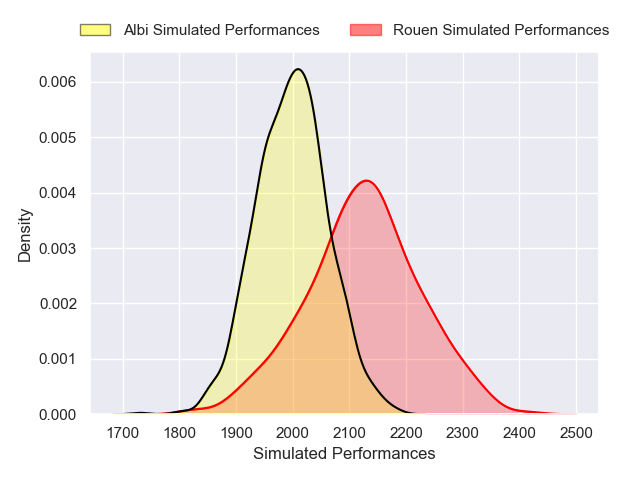 Albi Simulated Performances
Rouen Simulated Performances
Density
0.006
0.005
0.004
0.003
0.002
0.001
0.000
1700 1800 1900 2000 2100 2200 2300 2400 2500
Simulated Performances